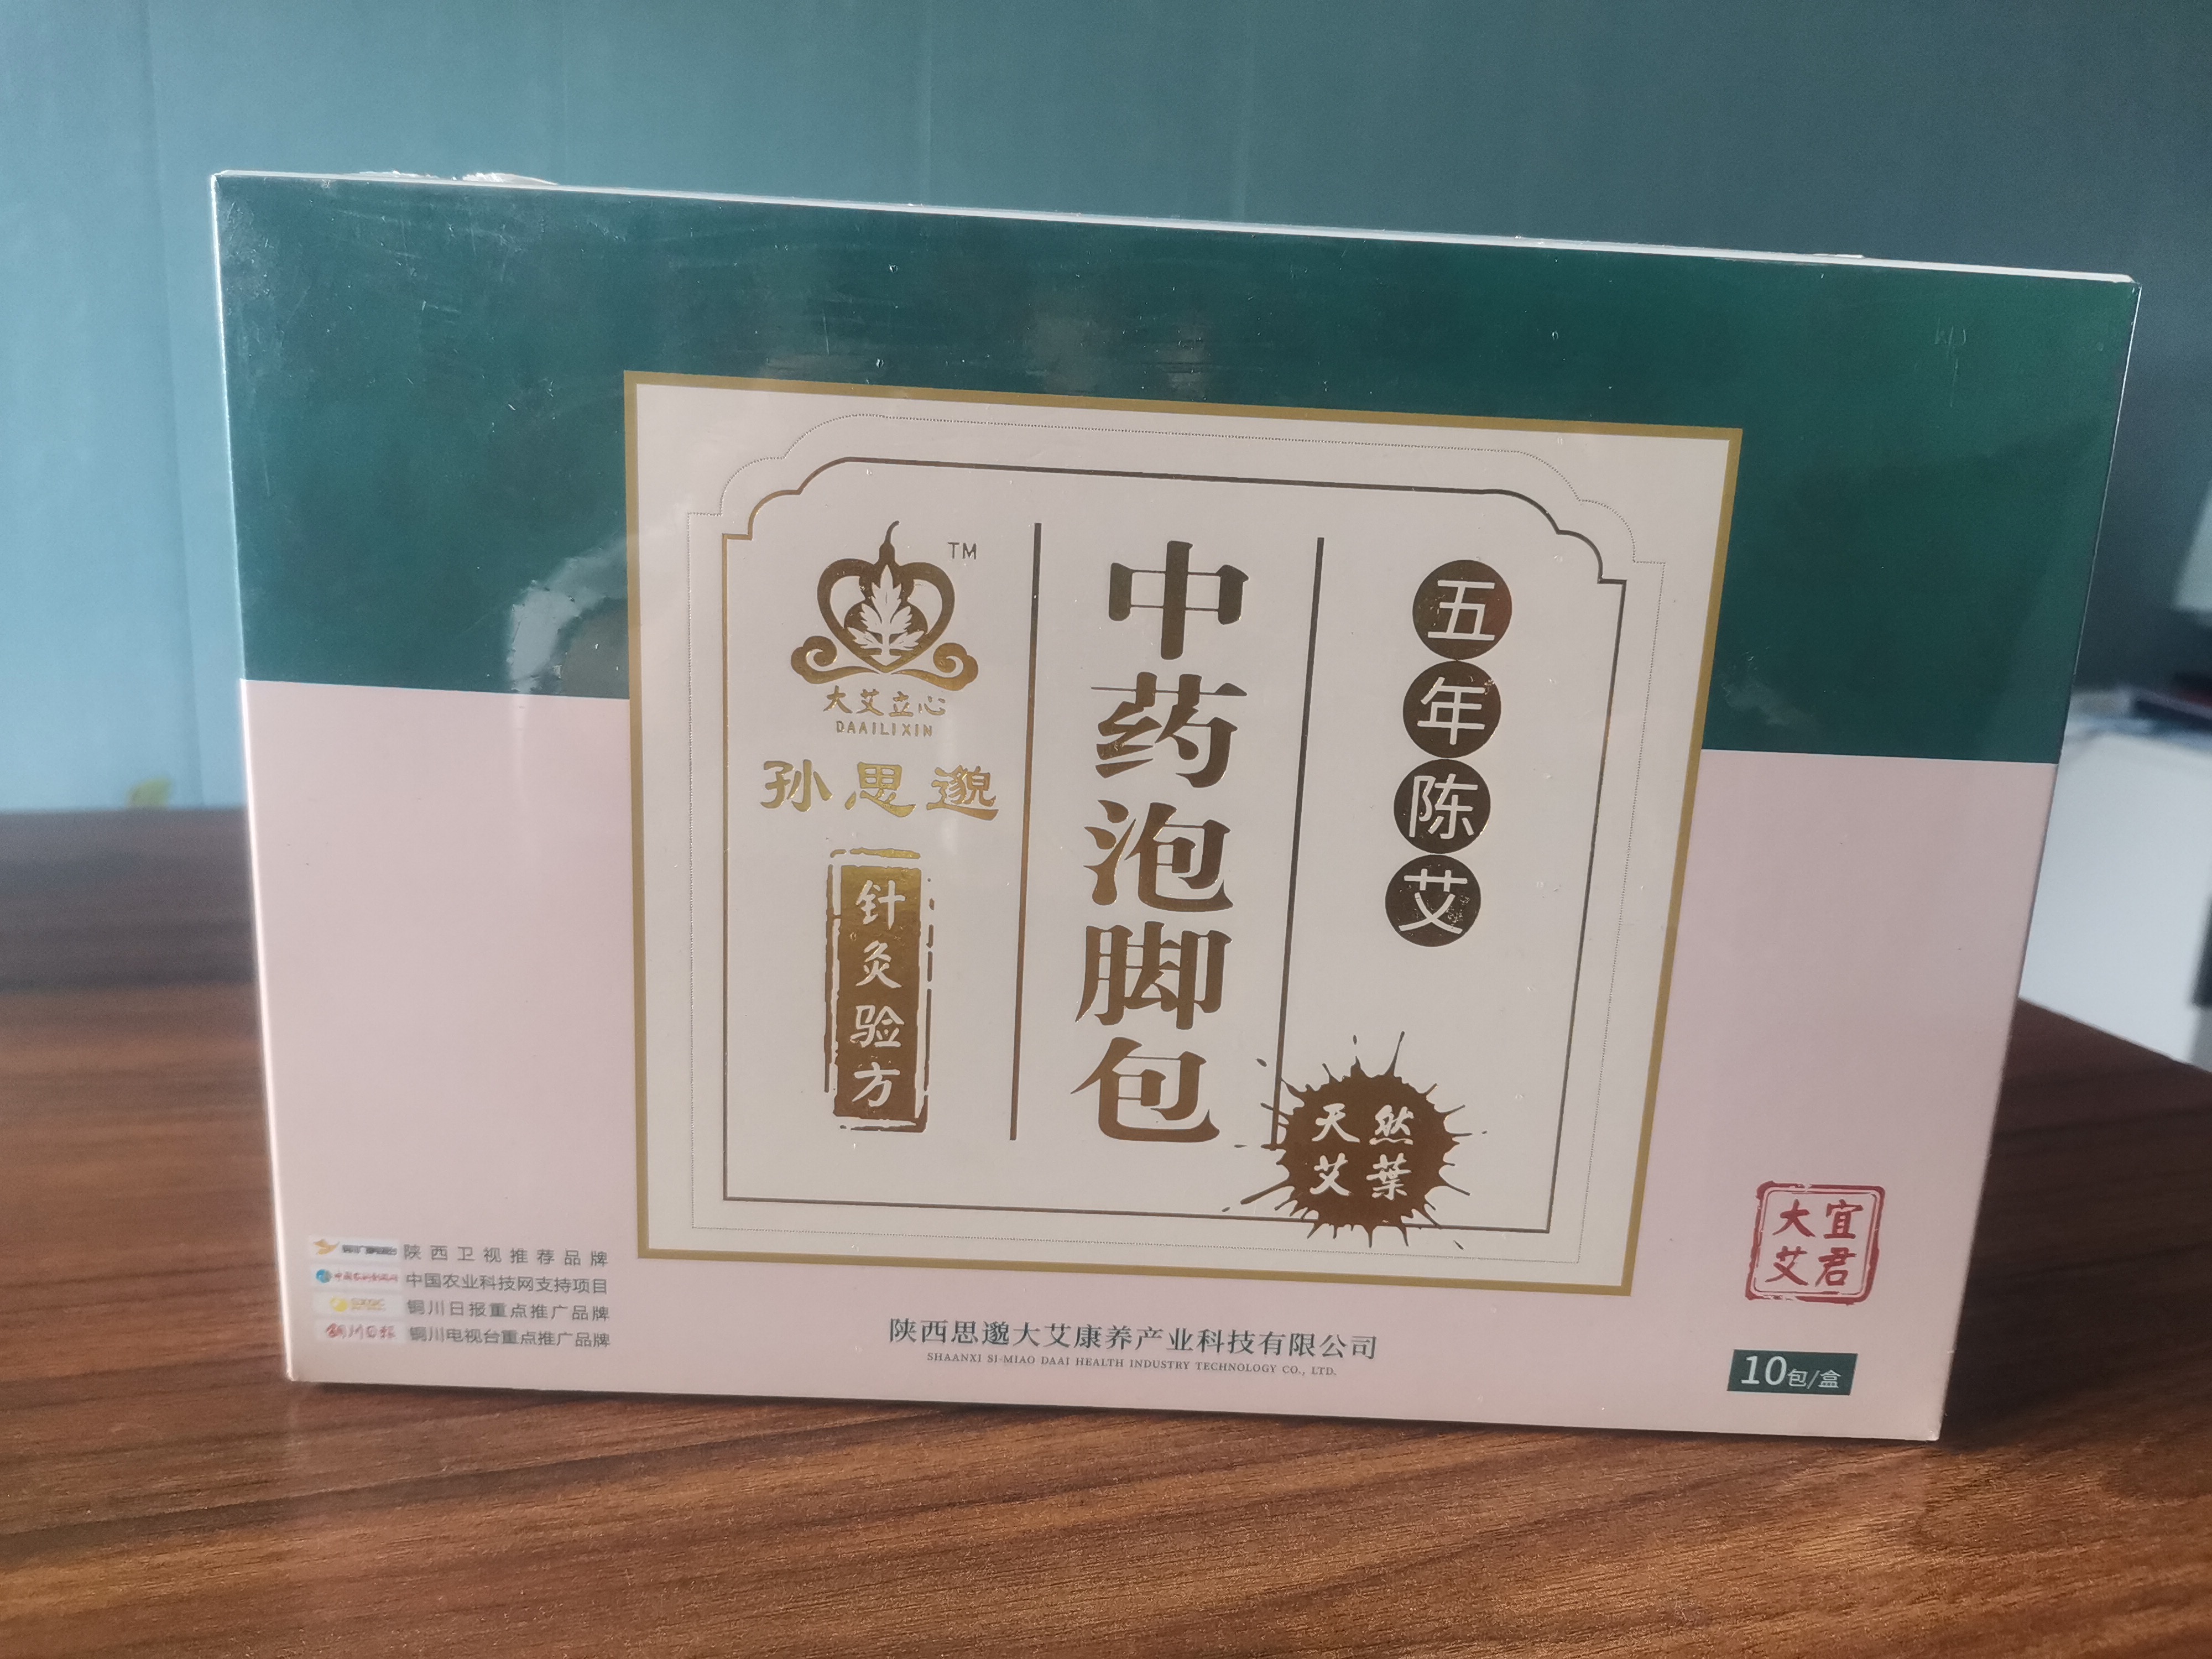 TM
大艾立心
DAAILIXIN
孙思邈
针灸验方
中药泡脚包
五年陈艾
天然
艾葉
宜君
大艾
陕西卫视推荐品牌
中国农业科技网支持项目
铜川日报重点推广品牌
铜川日报
铜川电视台重点推广品牌
陕西思邈大艾康养产业科技有限公司
SHAANXI SI-MIAO DAAI HEALTH INDUSTRY TECHNOLOGY CO., LTD.
10包/盒